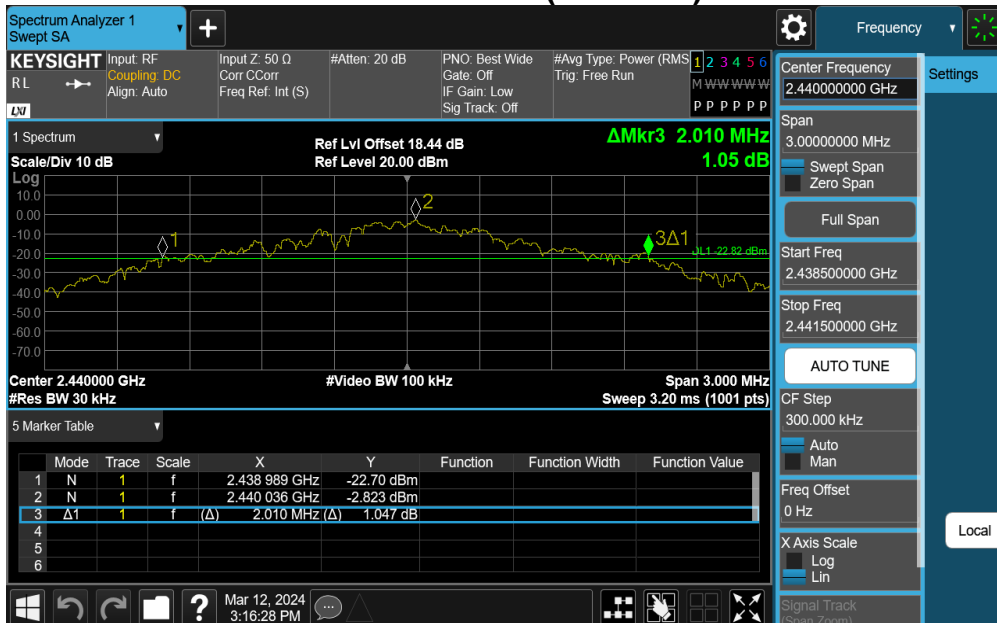 Spectrum Analyzer 1
Swept SA
+
Frequency
KEYSIGHT
RL
LXI
Input: RF
Coupling: DC
Align: Auto
Input Z: 50 Ω
Corr CCorr
Freq Ref: Int (S)
#Atten: 20 dB
PNO: Best Wide
Gate: Off
IF Gain: Low
Sig Track: Off
#Avg Type: Power (RMS
Trig: Free Run
1 2 3 4 5 6
M W W W W W
P P P P P P
1 Spectrum
Scale/Div 10 dB
Ref Lvl Offset 18.44 dB
Ref Level 20.00 dBm
ΔMkr3 2.010 MHz
1.05 dB
Log
10.0
0.00
-10.0
-20.0
-30.0
-40.0
-50.0
-60.0
-70.0
1
2
3Δ1
DL1 -22.82 dBm
Center 2.440000 GHz
#Res BW 30 kHz
#Video BW 100 kHz
Span 3.000 MHz
Sweep 3.20 ms (1001 pts)
5 Marker Table
Mode Trace Scale X Y Function Function Width Function Value
1 N 1 f 2.438 989 GHz -22.70 dBm
2 N 1 f 2.440 036 GHz -2.823 dBm
3 Δ1 1 f (Δ) 2.010 MHz (Δ) 1.047 dB
4
5
6
?
Mar 12, 2024
3:16:28 PM
Center Frequency
2.440000000 GHz
Span
3.00000000 MHz
Swept Span
Zero Span
Full Span
Start Freq
2.438500000 GHz
Stop Freq
2.441500000 GHz
AUTO TUNE
CF Step
300.000 kHz
Auto
Man
Freq Offset
0 Hz
X Axis Scale
Log
Lin
Signal Track
(Span Zoom)
Settings
Local